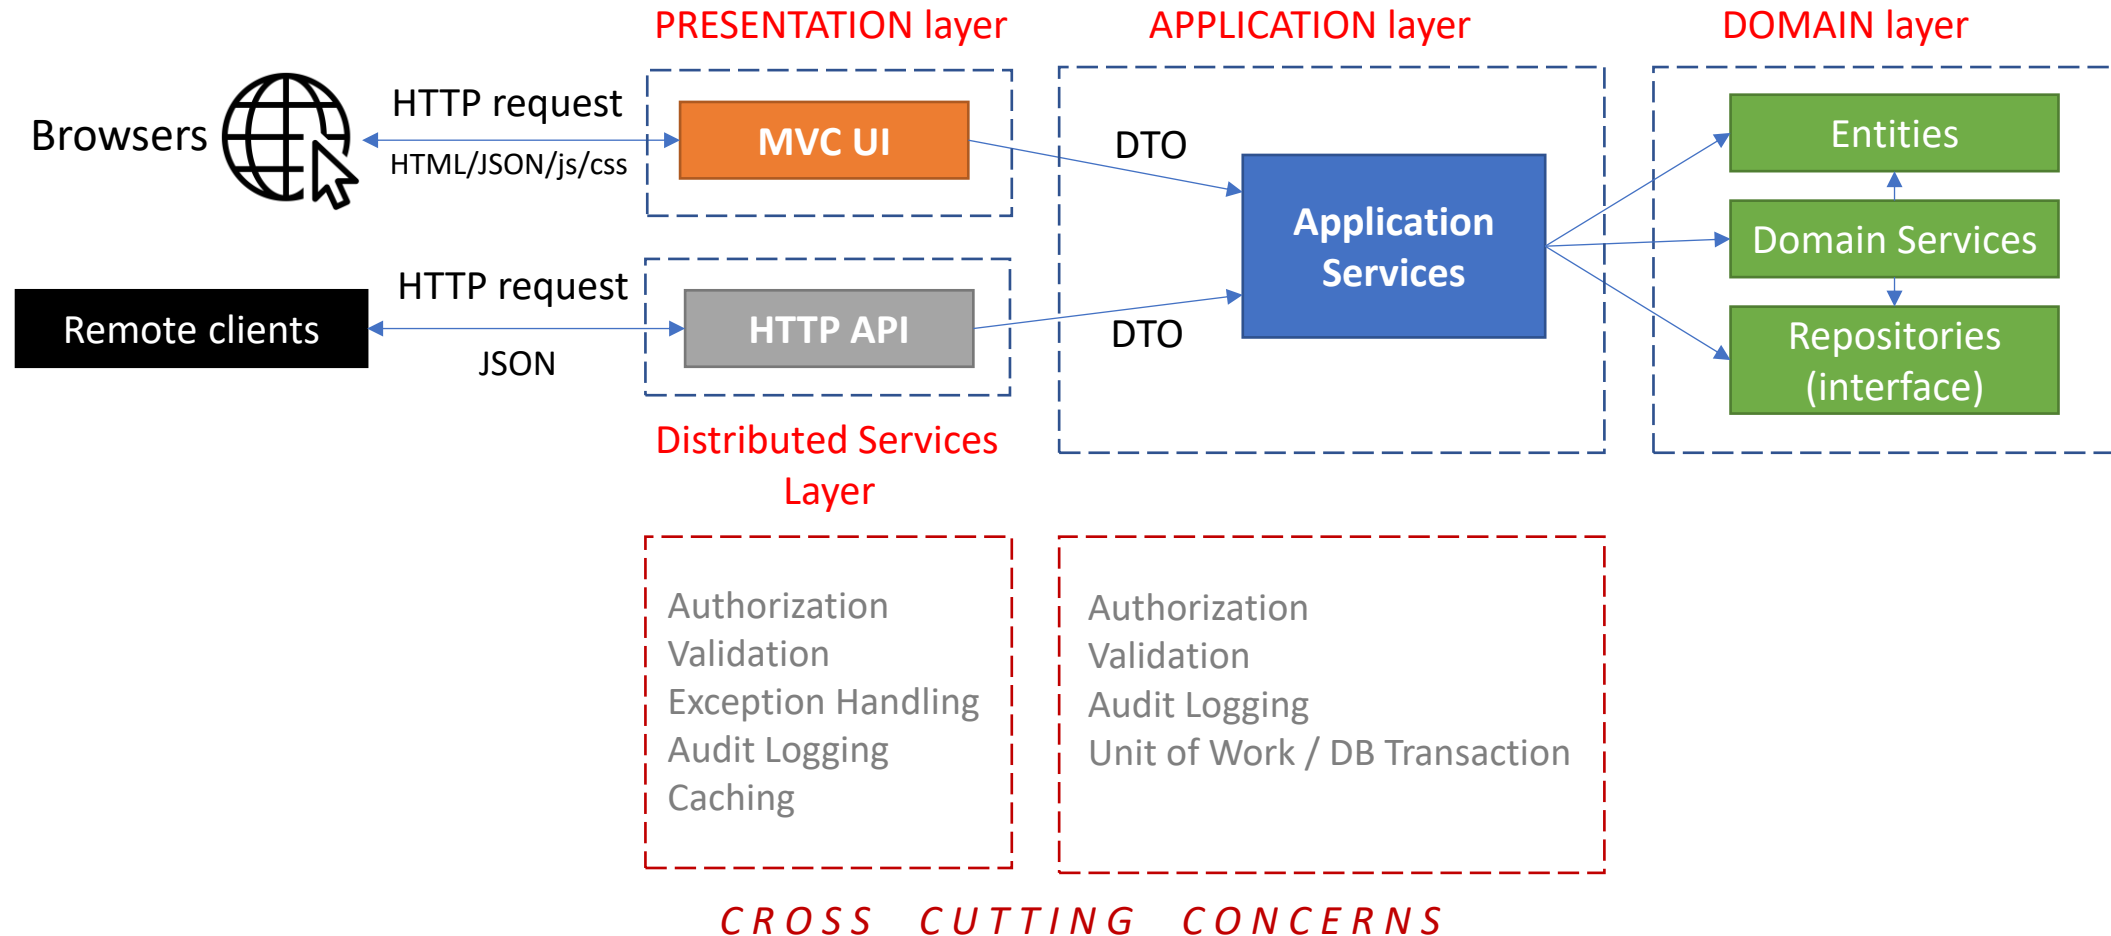 PRESENTATION layer
APPLICATION layer
DOMAIN layer
Browsers
HTTP request
HTML/JSON/js/css
MVC UI
DTO
Application
Services
Entities
Domain Services
Repositories
(interface)
Remote clients
HTTP request
JSON
HTTP API
DTO
Distributed Services
Layer
Authorization
Validation
Exception Handling
Audit Logging
Caching
Authorization
Validation
Audit Logging
Unit of Work / DB Transaction
CROSS CUTTING CONCERNS